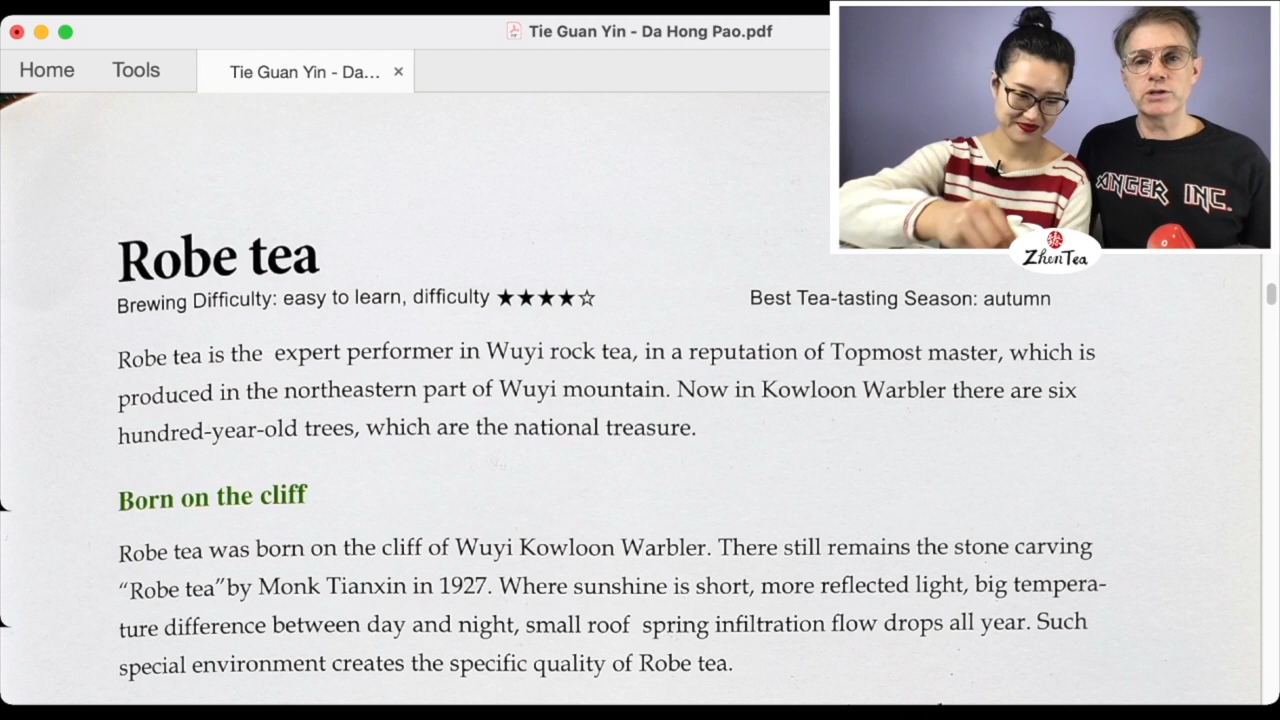 Tie Guan Yin - Da Hong Pao.pdf
Home
Tools
Tie Guan Yin - Da...
ANGER INC.
Zhen Tea
Robe tea
Brewing Difficulty: easy to learn, difficulty ★★★★☆
Best Tea-tasting Season: autumn
Robe tea is the expert performer in Wuyi rock tea, in a reputation of Topmost master, which is
produced in the northeastern part of Wuyi mountain. Now in Kowloon Warbler there are six
hundred-year-old trees, which are the national treasure.
Born on the cliff
Robe tea was born on the cliff of Wuyi Kowloon Warbler. There still remains the stone carving
“Robe tea”by Monk Tianxin in 1927. Where sunshine is short, more reflected light, big tempera-
ture difference between day and night, small roof spring infiltration flow drops all year. Such
special environment creates the specific quality of Robe tea.